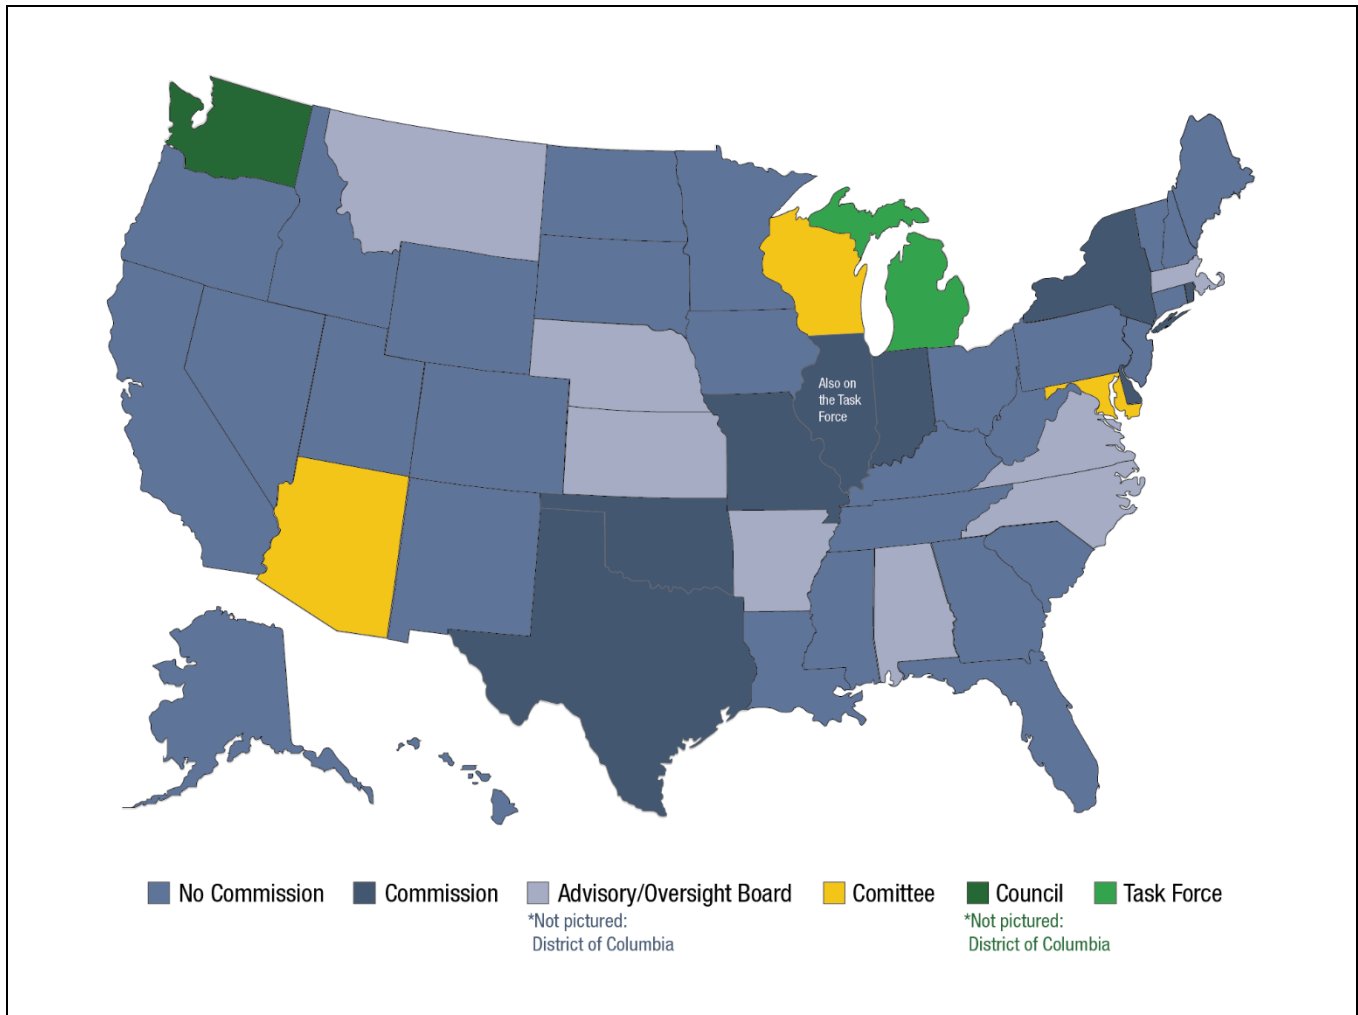 Also on
the Task
Force
No Commission
Commission
Advisory/Oversight Board
Comittee
Council
Task Force
*Not pictured:
District of Columbia
*Not pictured:
District of Columbia